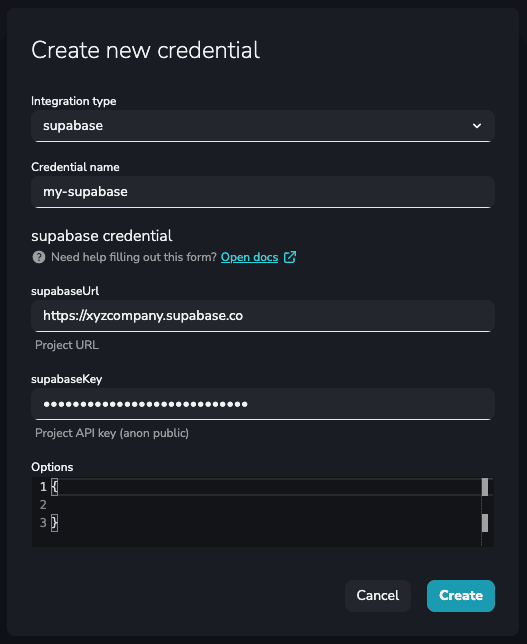 Create new credential
Integration type
supabase
Credential name
my-supabase
supabase credential
Need help filling out this form? Open docs
supabaseUrl
https://xyzcompany.supabase.co
Project URL
supabaseKey
••••••••••••••••••••••••••••
Project API key (anon public)
Options
1 {
2
3 }
Cancel
Create